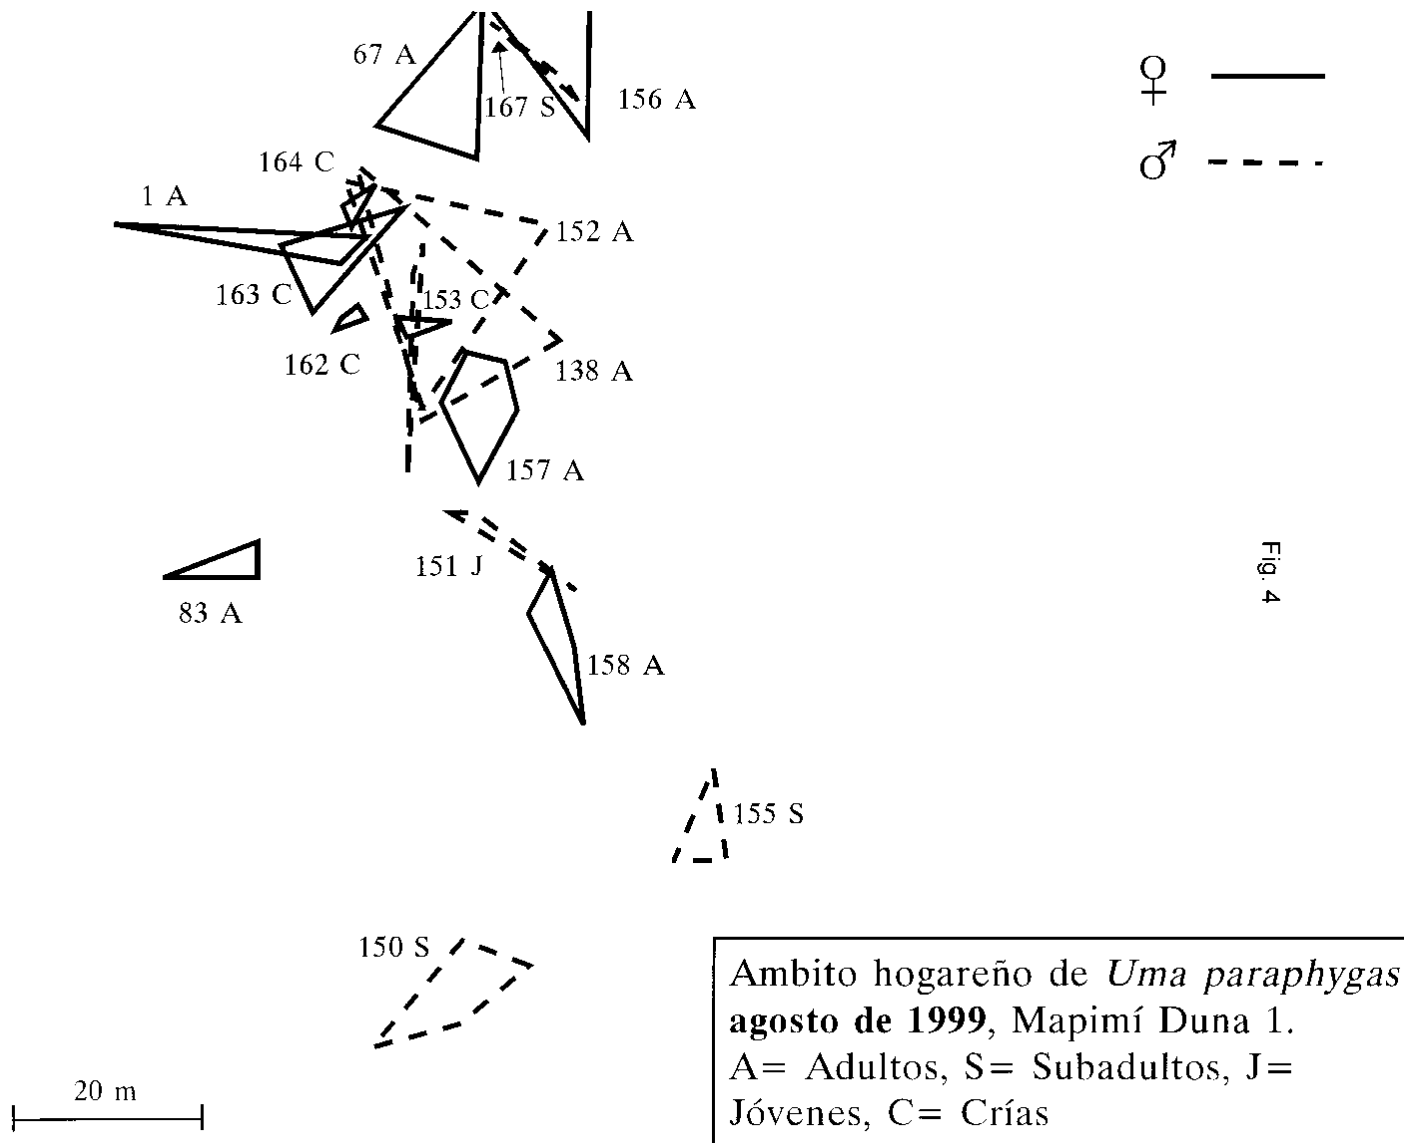 67 A
167 S
156 A
♀
♂
164 C
1 A
152 A
163 C
153 C
162 C
138 A
157 A
151 J
83 A
158 A
Fig. 4
155 S
150 S
20 m
Ambito hogareño de Uma paraphygas
agosto de 1999, Mapimí Duna 1.
A= Adultos, S= Subadultos, J=
Jóvenes, C= Crías